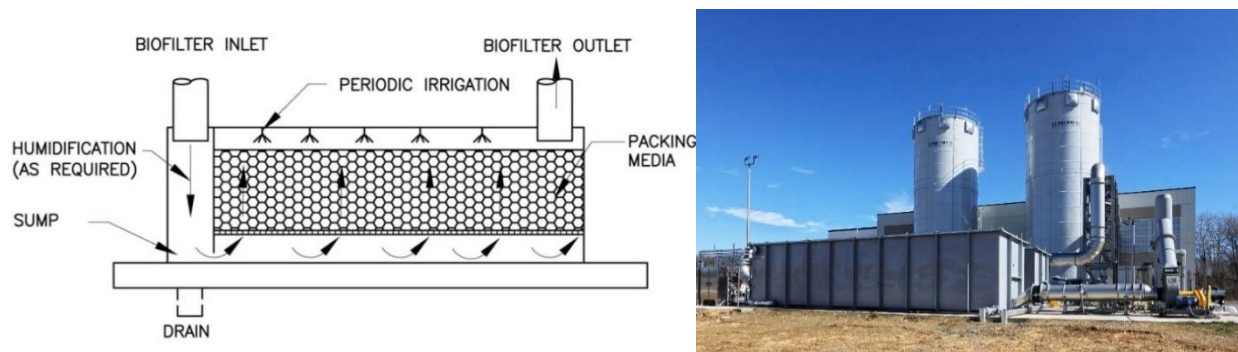 BIOFILTER INLET
BIOFILTER OUTLET
PERIODIC IRRIGATION
HUMIDIFICATION
(AS REQUIRED)
PACKING
MEDIA
SUMP
DRAIN